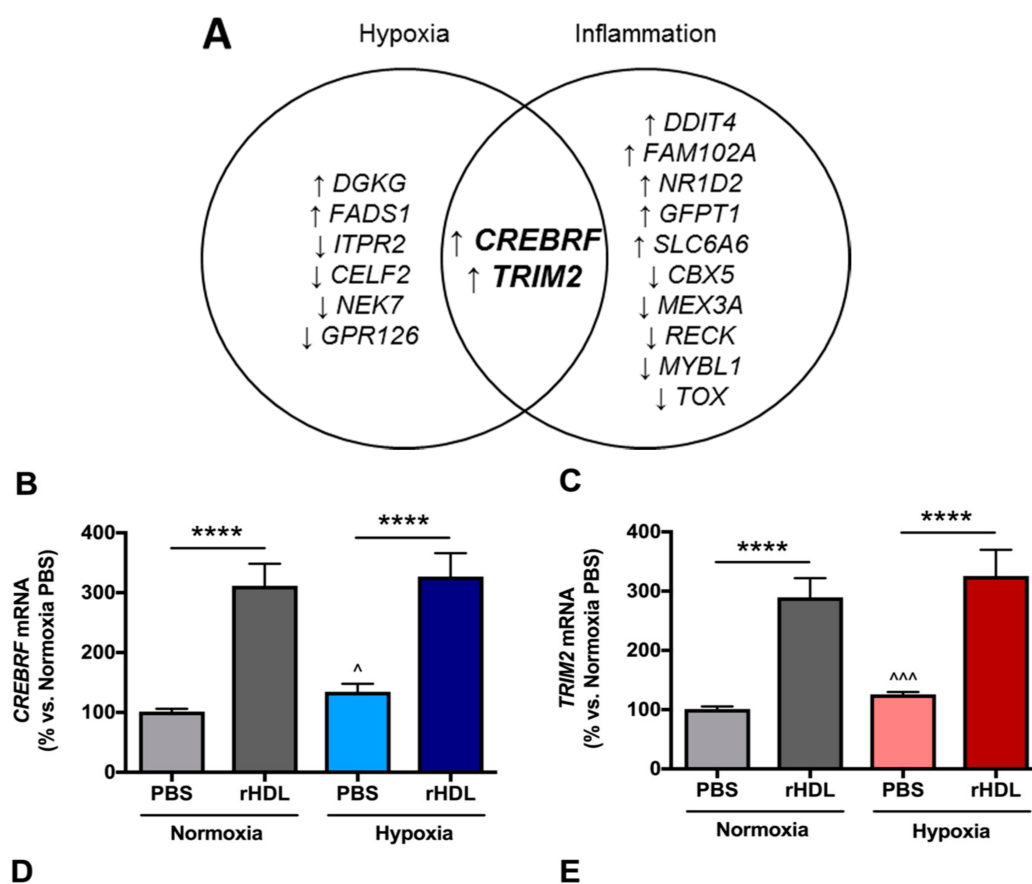 A
Hypoxia
Inflammation
↑ DGKG
↑ FADS1
↓ ITPR2
↓ CELF2
↓ NEK7
↓ GPR126
↑ CREBRF
↑ TRIM2
↑ DDIT4
↑ FAM102A
↑ NR1D2
↑ GFPT1
↑ SLC6A6
↓ CBX5
↓ MEX3A
↓ RECK
↓ MYBL1
↓ TOX
B
CREBRF mRNA
(% vs. Normoxia PBS)
400
300
200
100
0
****
****
^
PBS
rHDL
PBS
rHDL
Normoxia
Hypoxia
C
TRIM2 mRNA
(% vs. Normoxia PBS)
400
300
200
100
0
****
****
^^^
PBS
rHDL
PBS
rHDL
Normoxia
Hypoxia
D
E